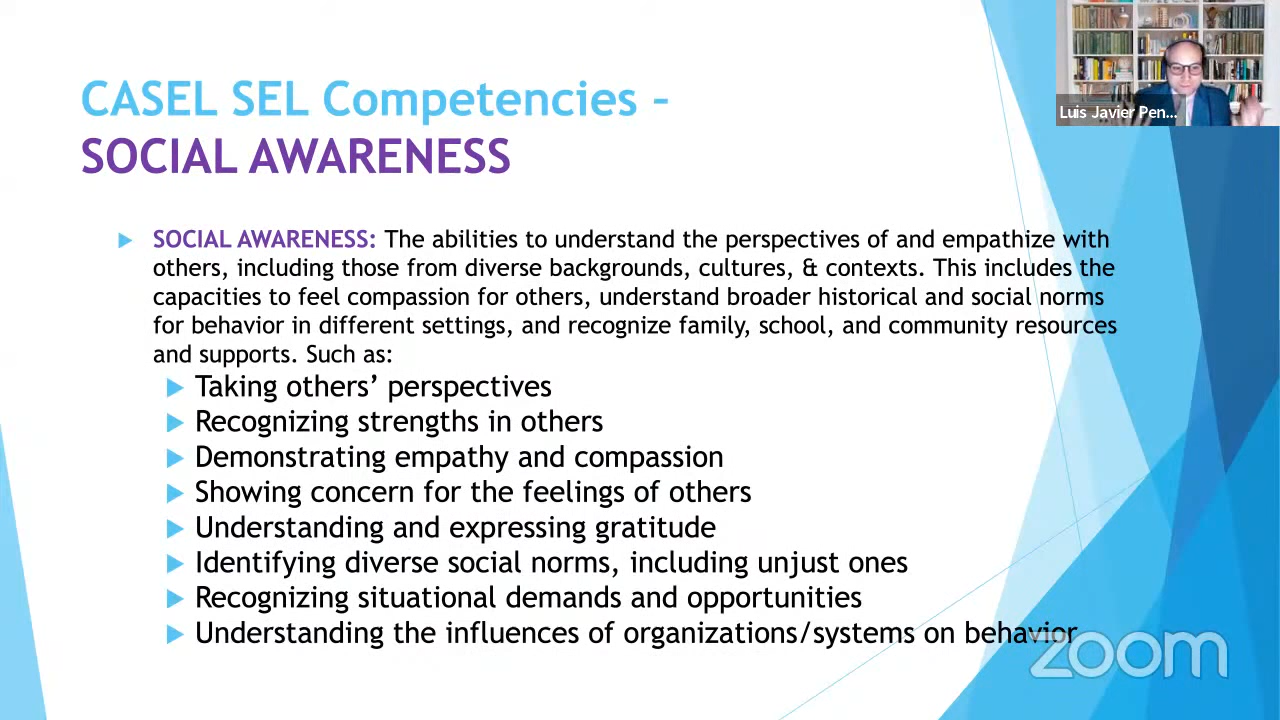 CASEL SEL Competencies –
SOCIAL AWARENESS
Luis Javier Pen...
SOCIAL AWARENESS: The abilities to understand the perspectives of and empathize with
others, including those from diverse backgrounds, cultures, & contexts. This includes the
capacities to feel compassion for others, understand broader historical and social norms
for behavior in different settings, and recognize family, school, and community resources
and supports. Such as:
Taking others’ perspectives
Recognizing strengths in others
Demonstrating empathy and compassion
Showing concern for the feelings of others
Understanding and expressing gratitude
Identifying diverse social norms, including unjust ones
Recognizing situational demands and opportunities
Understanding the influences of organizations/systems on behavior
zoom